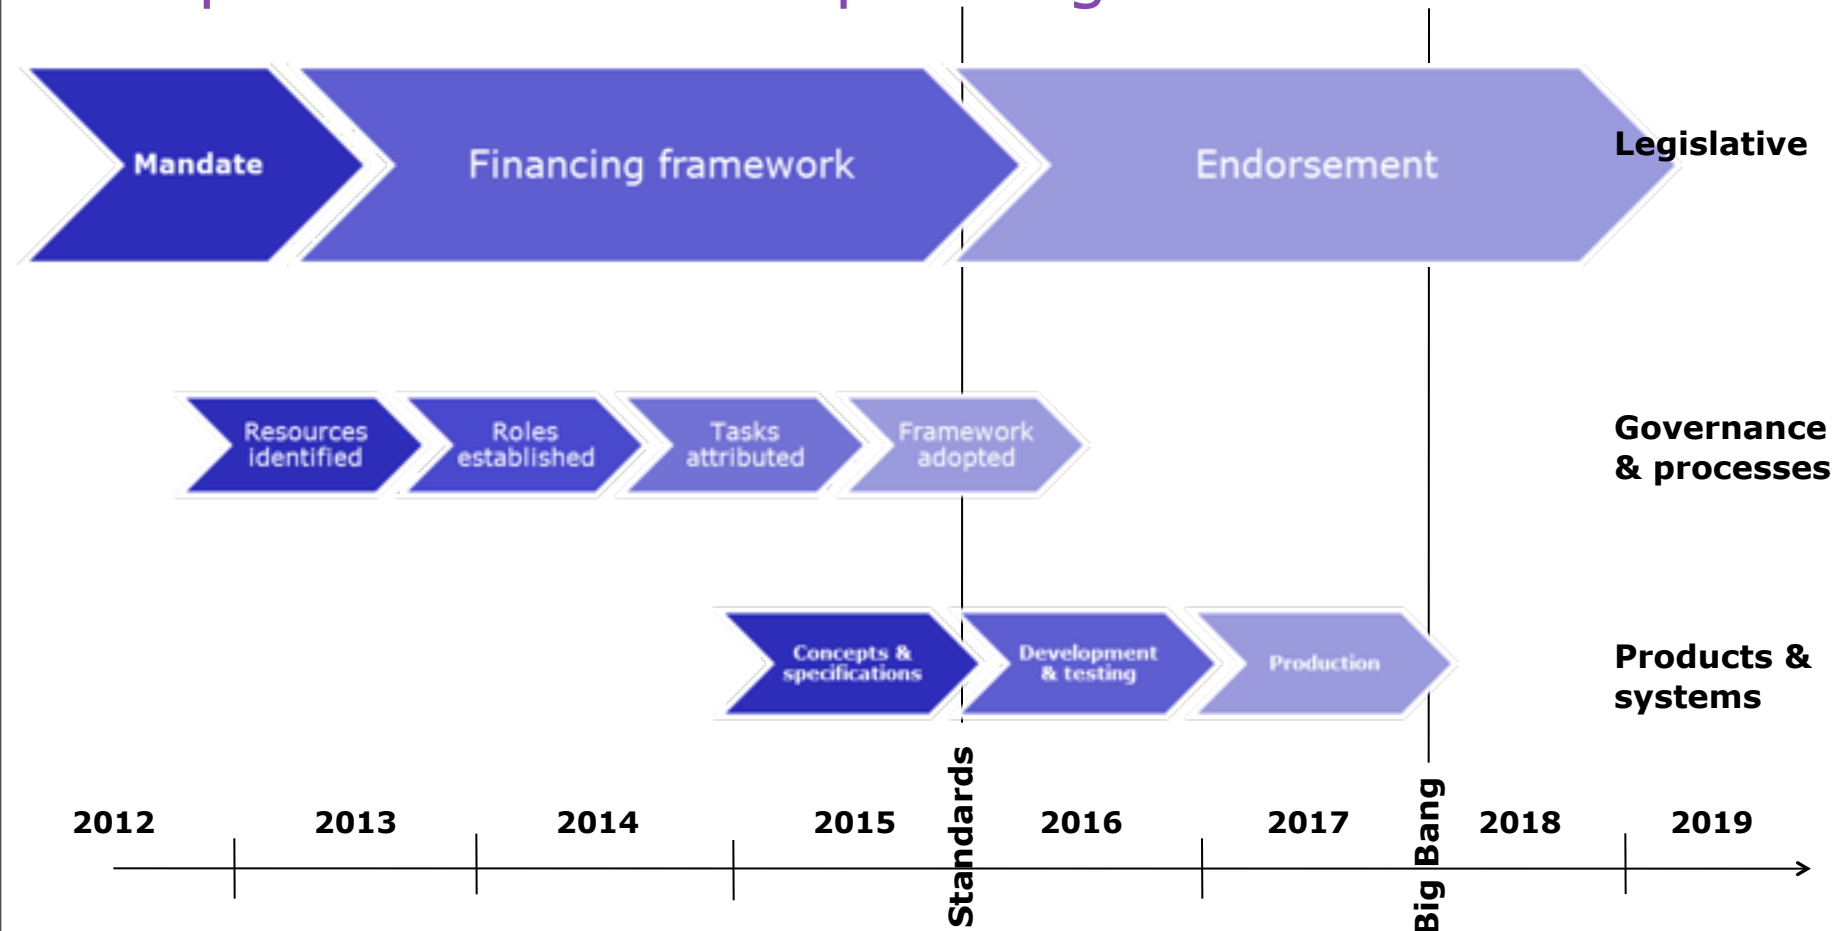 Mandate
Financing framework
Endorsement
Legislative
Resources
identified
Roles
established
Tasks
attributed
Framework
adopted
Governance
& processes
Concepts &
specifications
Development
& testing
Production
Products &
systems
Standards
Big Bang
2012
2013
2014
2015
2016
2017
2018
2019